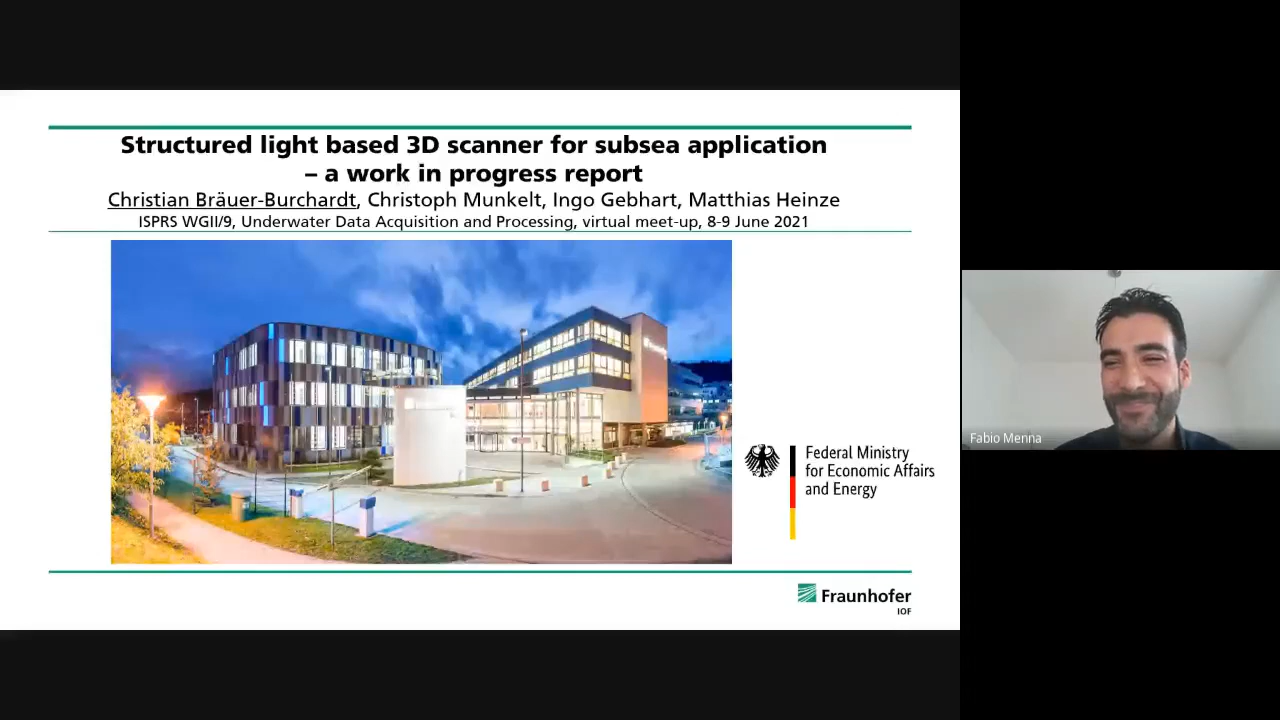 Structured light based 3D scanner for subsea application
– a work in progress report
Christian Bräuer-Burchardt, Christoph Munkelt, Ingo Gebhart, Matthias Heinze
ISPRS WGII/9, Underwater Data Acquisition and Processing, virtual meet-up, 8-9 June 2021
Federal Ministry
for Economic Affairs
and Energy
Fraunhofer
IOF
Fabio Menna